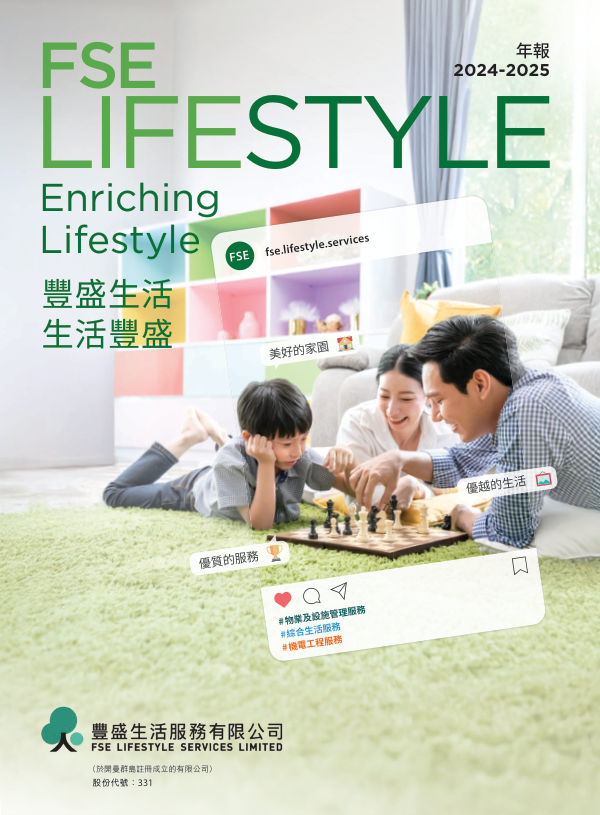 FSE
LIFESTYLE
年報
2024-2025
Enriching
Lifestyle
豐盛生活
生活豐盛
FSE
fse.lifestyle.services
美好的家園
優越的生活
優質的服務
#物業及設施管理服務
#綜合生活服務
#機電工程服務
豐盛生活服務有限公司
FSE LIFESTYLE SERVICES LIMITED
(於開曼群島註冊成立的有限公司)
股份代號：331